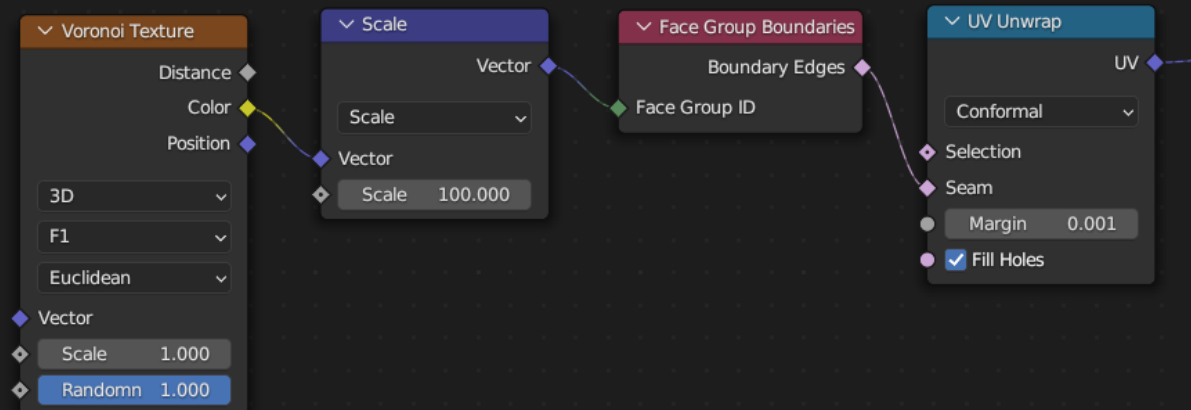 Voronoi Texture
Distance
Color
Position
3D
F1
Euclidean
Vector
Scale 1.000
Randomn 1.000
Scale
Vector
Scale
Vector
Scale 100.000
Face Group Boundaries
Boundary Edges
Face Group ID
UV Unwrap
UV
Conformal
Selection
Seam
Margin 0.001
Fill Holes